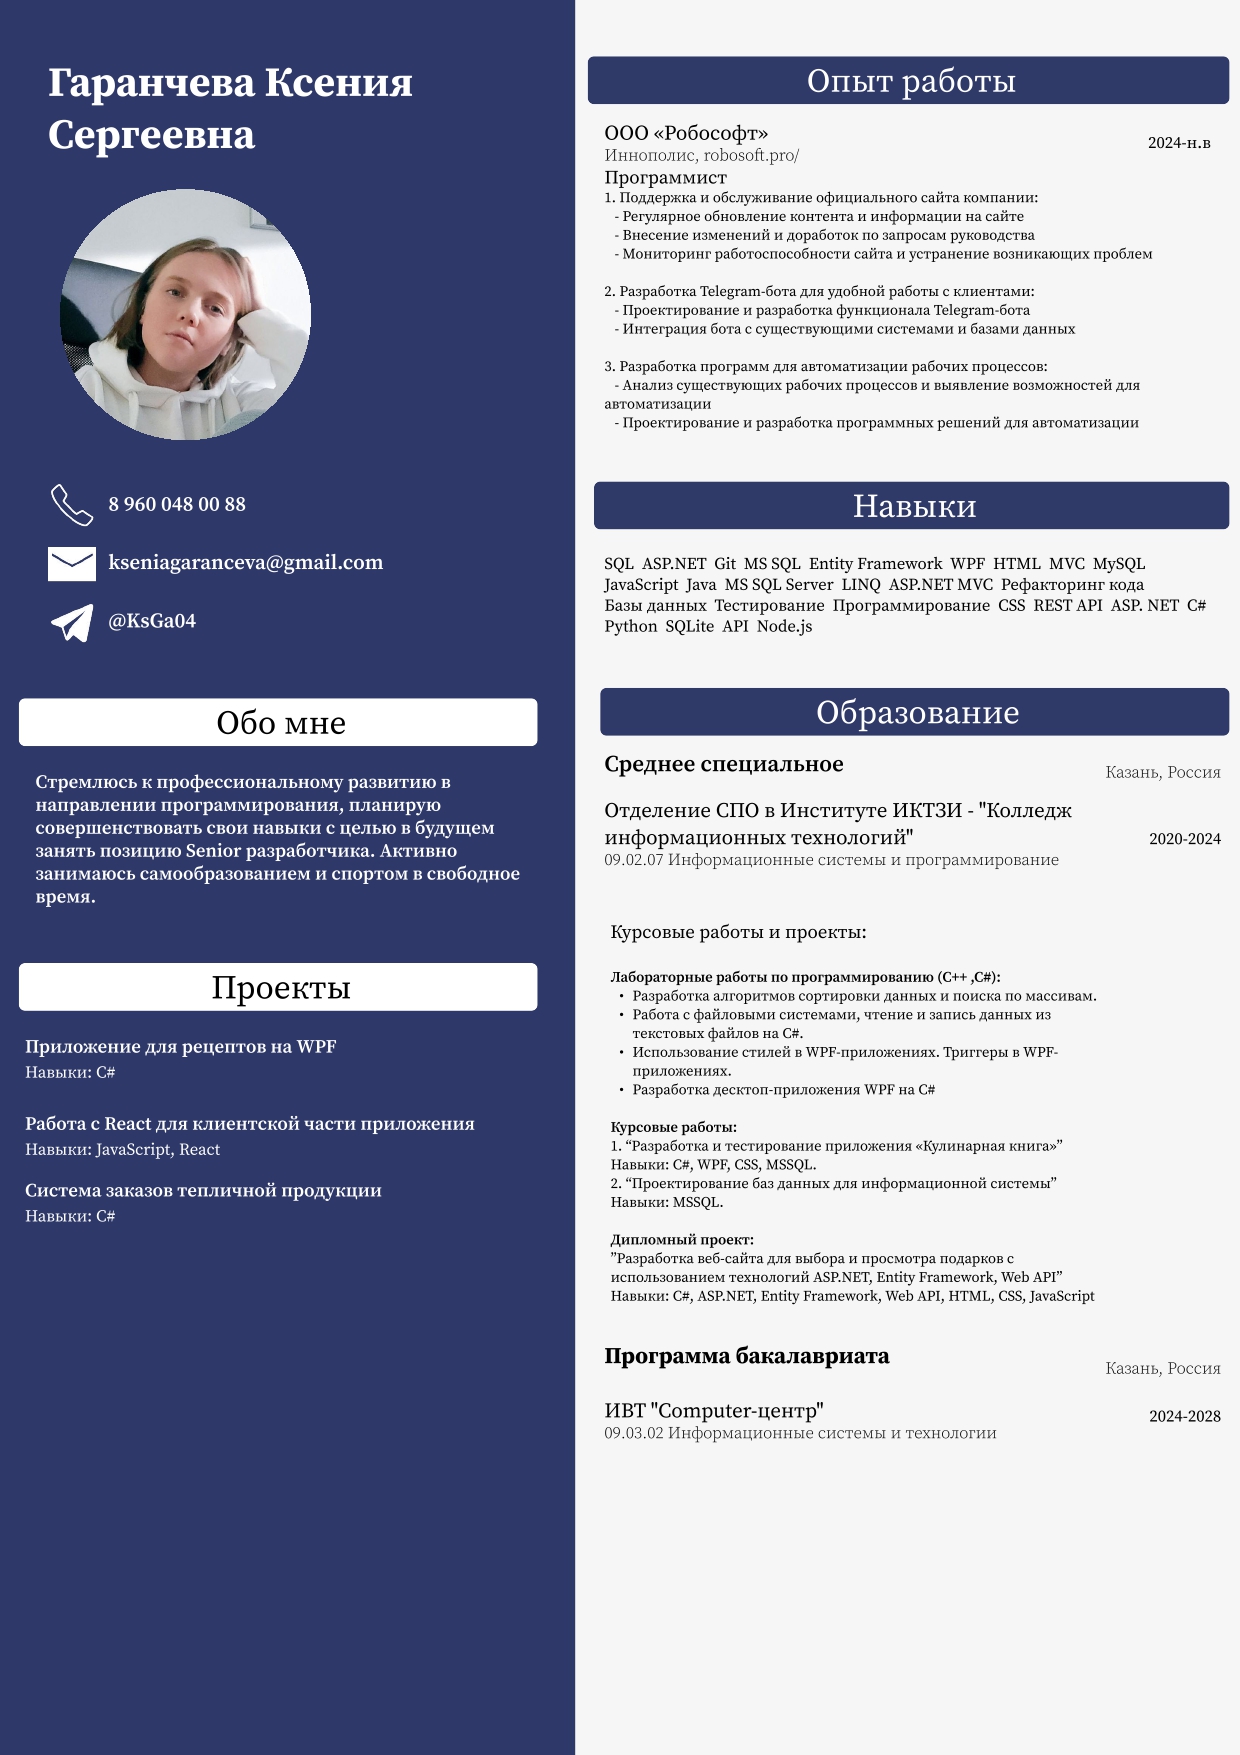 Гаранчева Ксения
Сергеевна
8 960 048 00 88
kseniagaranceva@gmail.com
@KsGa04
Обо мне
Стремлюсь к профессиональному развитию в
направлении программирования, планирую
совершенствовать свои навыки с целью в будущем
занять позицию Senior разработчика. Активно
занимаюсь самообразованием и спортом в свободное
время.
Проекты
Приложение для рецептов на WPF
Навыки: C#
Работа с React для клиентской части приложения
Навыки: JavaScript, React
Система заказов тепличной продукции
Навыки: C#
Опыт работы
ООО «Робософт»
2024-н.в
Иннополис, robosoft.pro/
Программист
1. Поддержка и обслуживание официального сайта компании:
- Регулярное обновление контента и информации на сайте
- Внесение изменений и доработок по запросам руководства
- Мониторинг работоспособности сайта и устранение возникающих проблем
2. Разработка Telegram-бота для удобной работы с клиентами:
- Проектирование и разработка функционала Telegram-бота
- Интеграция бота с существующими системами и базами данных
3. Разработка программ для автоматизации рабочих процессов:
- Анализ существующих рабочих процессов и выявление возможностей для
автоматизации
- Проектирование и разработка программных решений для автоматизации
Навыки
SQL ASP.NET Git MS SQL Entity Framework WPF HTML MVC MySQL
JavaScript Java MS SQL Server LINQ ASP.NET MVC Рефакторинг кода
Базы данных Тестирование Программирование CSS REST API ASP. NET C#
Python SQLite API Node.js
Образование
Среднее специальное
Казань, Россия
Отделение СПО в Институте ИКТЗИ - "Колледж
информационных технологий"
2020-2024
09.02.07 Информационные системы и программирование
Курсовые работы и проекты:
Лабораторные работы по программированию (C++ ,C#):
• Разработка алгоритмов сортировки данных и поиска по массивам.
• Работа с файловыми системами, чтение и запись данных из
текстовых файлов на C#.
• Использование стилей в WPF-приложениях. Триггеры в WPF-
приложениях.
• Разработка десктоп-приложения WPF на C#
Курсовые работы:
1. “Разработка и тестирование приложения «Кулинарная книга»”
Навыки: C#, WPF, CSS, MSSQL.
2. “Проектирование баз данных для информационной системы”
Навыки: MSSQL.
Дипломный проект:
”Разработка веб-сайта для выбора и просмотра подарков с
использованием технологий ASP.NET, Entity Framework, Web API”
Навыки: C#, ASP.NET, Entity Framework, Web API, HTML, CSS, JavaScript
Программа бакалавриата
Казань, Россия
ИВТ "Computer-центр"
2024-2028
09.03.02 Информационные системы и технологии